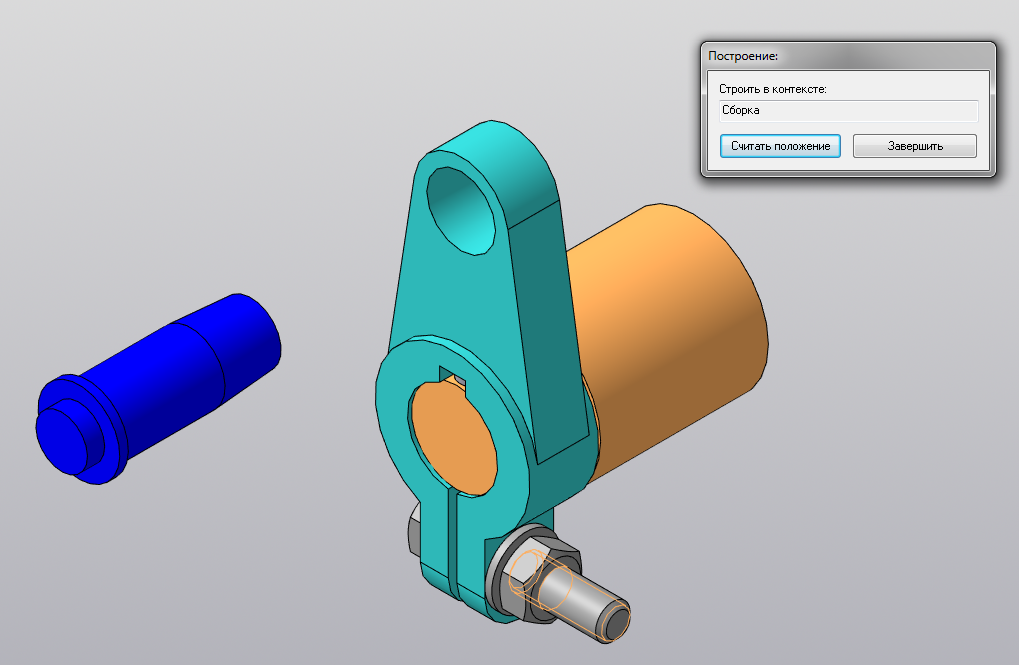 Построение:
Строить в контексте:
Сборка
Считать положение
Завершить